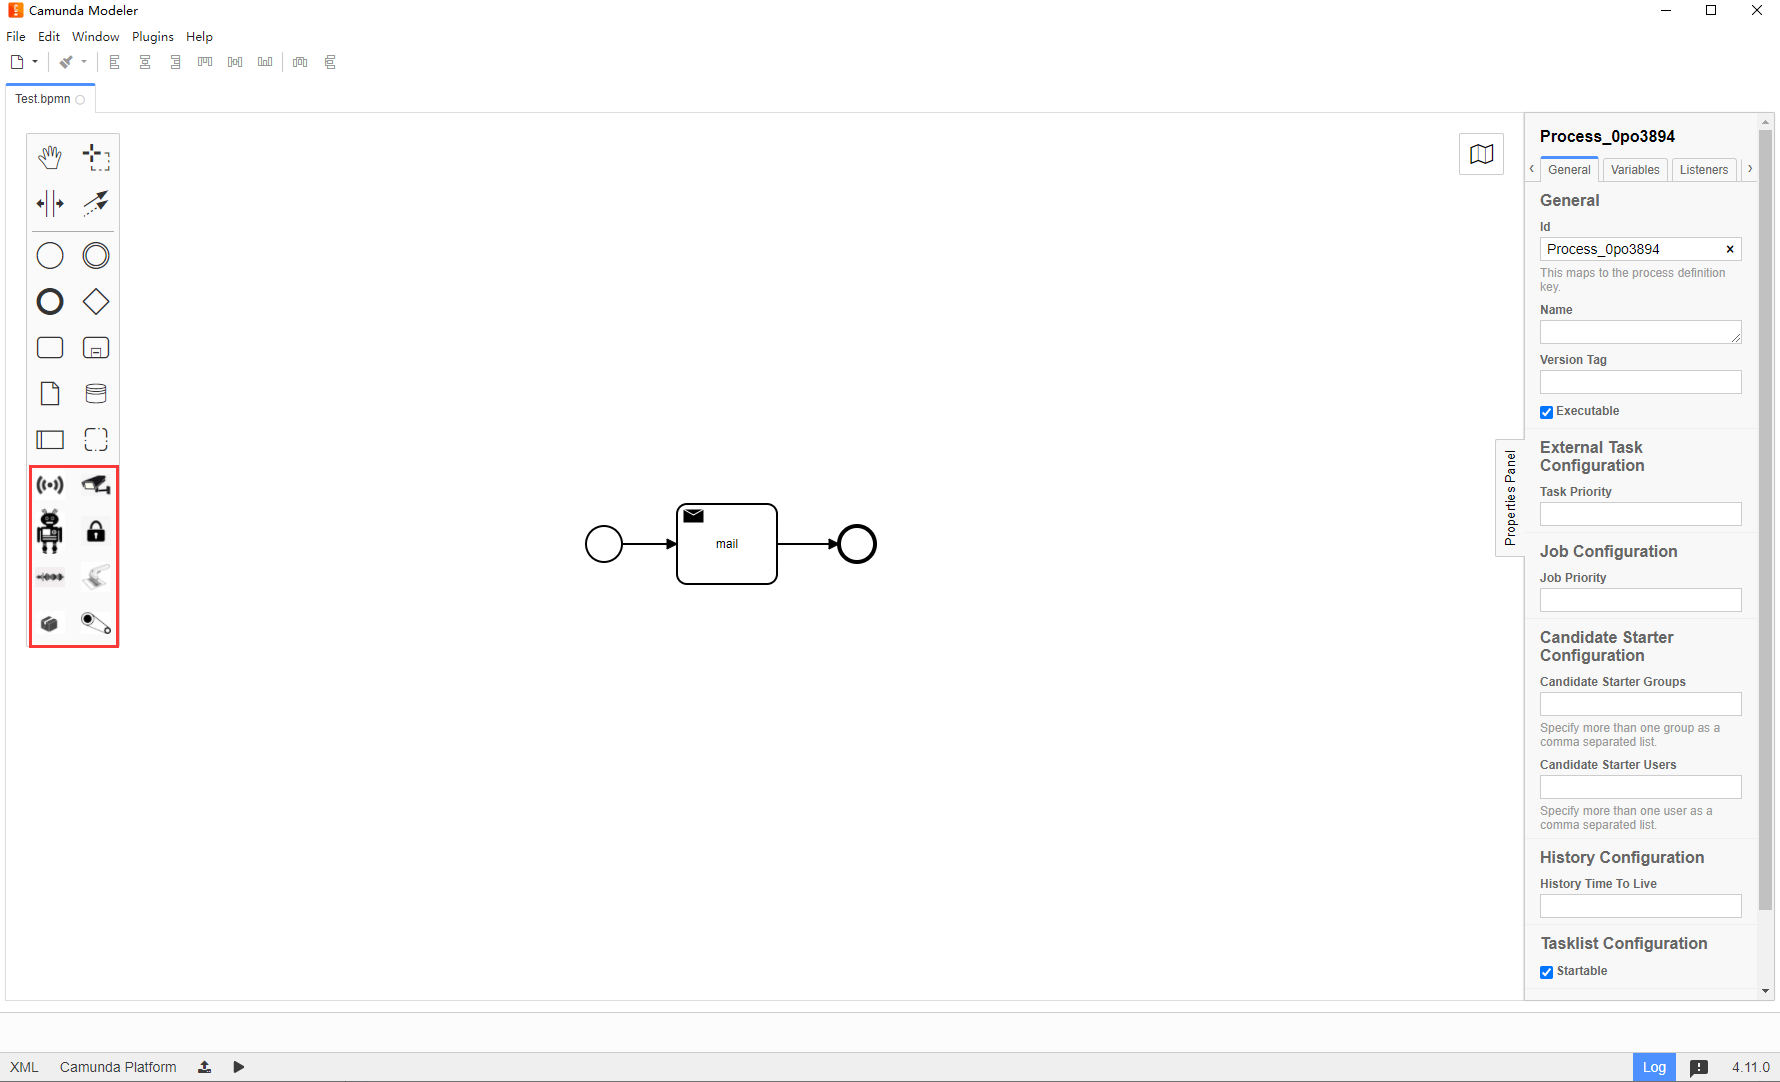 Camunda Modeler
File Edit Window Plugins Help
Test.bpmn
mail
Properties Panel
Process_0po3894
General Variables Listeners
General
Id
Process_0po3894
This maps to the process definition
key.
Name
Version Tag
Executable
External Task
Configuration
Task Priority
Job Configuration
Job Priority
Candidate Starter
Configuration
Candidate Starter Groups
Specify more than one group as a
comma separated list.
Candidate Starter Users
Specify more than one user as a
comma separated list.
History Configuration
History Time To Live
Tasklist Configuration
Startable
XML Camunda Platform Log 4.11.0